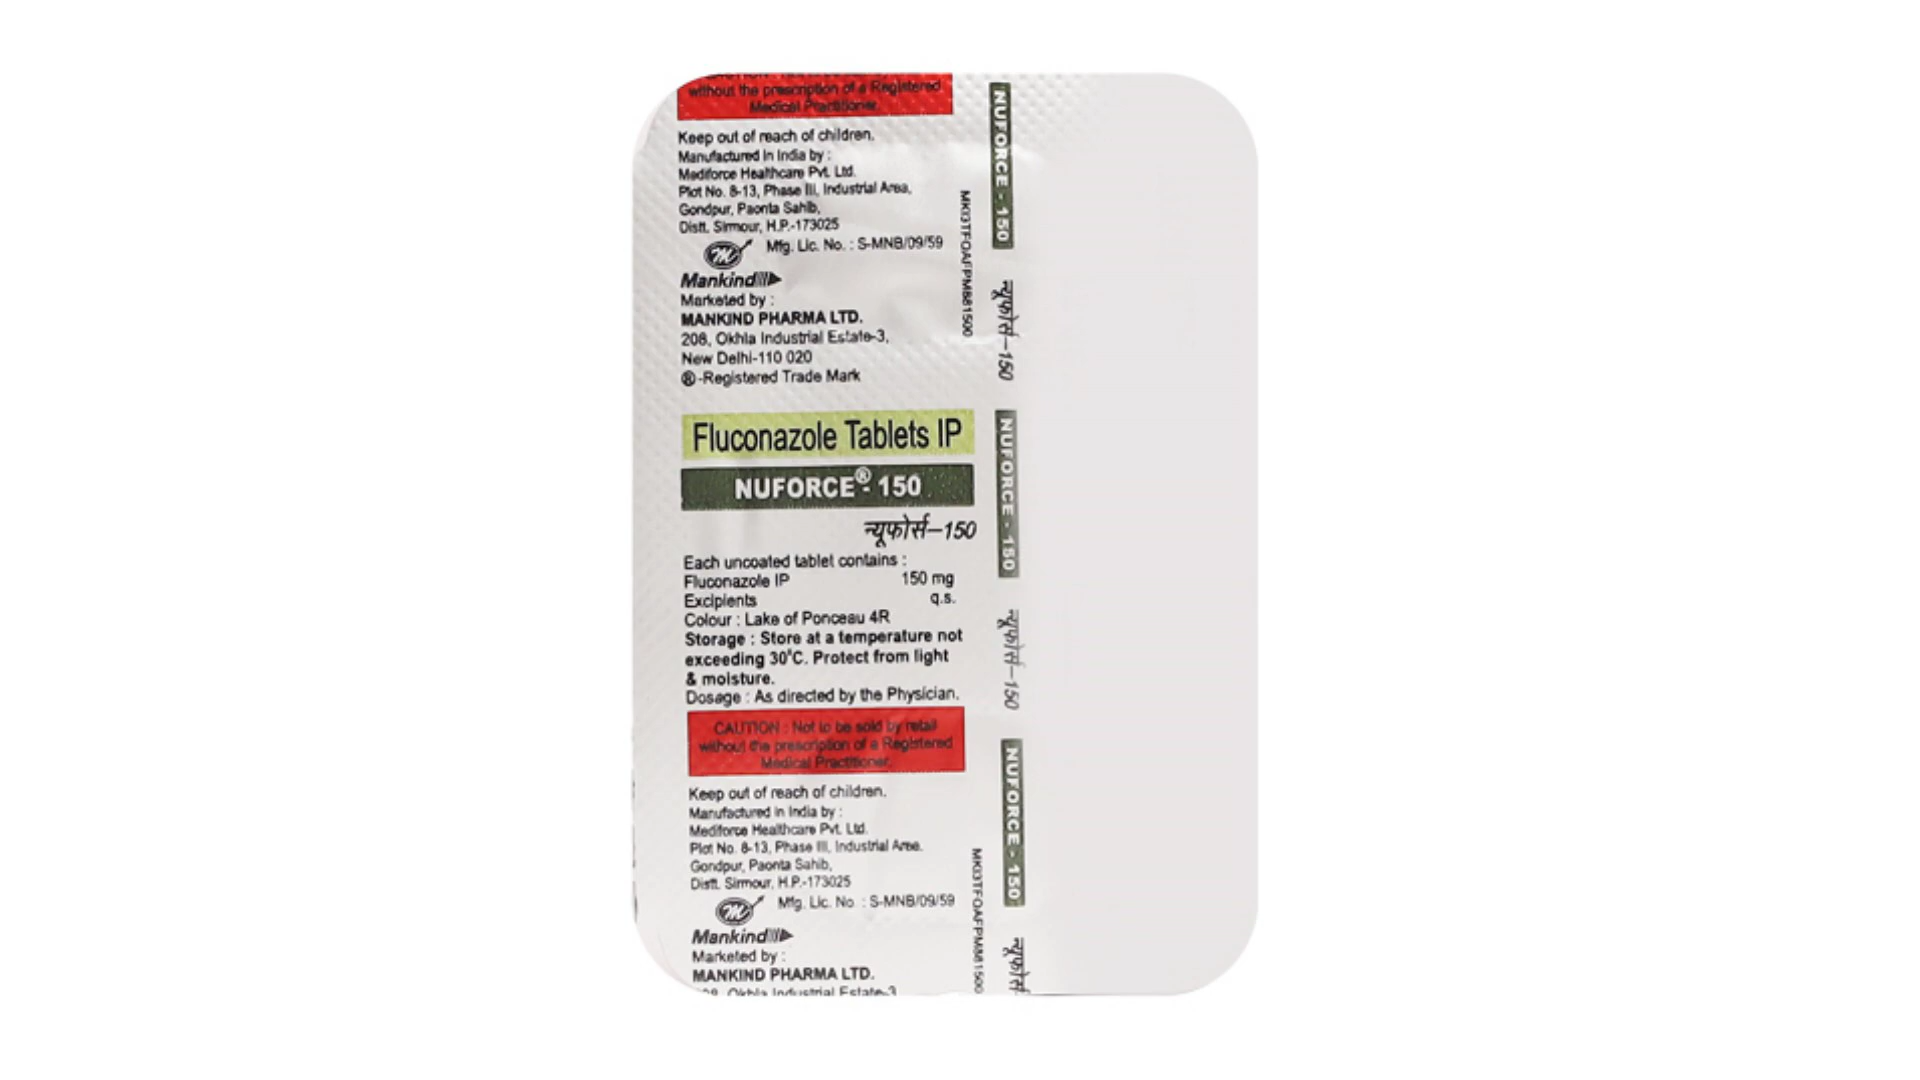 without the prescription of a Registered
Medical Practitioner.
Keep out of reach of children.
Manufactured in India by :
Mediforce Healthcare Pvt. Ltd.
Plot No. 8-13, Phase III, Industrial Area,
Gondpur, Paonta Sahib,
Distt. Sirmour, H.P.-173025
Mfg. Lic. No. : S-MNB/09/59
Mankind
Marketed by :
MANKIND PHARMA LTD.
208, Okhla Industrial Estate-3,
New Delhi-110 020
®-Registered Trade Mark
Fluconazole Tablets IP
NUFORCE®- 150
न्यूफोर्स–150
Each uncoated tablet contains :
Fluconazole IP 150 mg
Excipients q.s.
Colour : Lake of Ponceau 4R
Storage : Store at a temperature not
exceeding 30°C. Protect from light
& moisture.
Dosage : As directed by the Physician.
CAUTION : Not to be sold by retail
without the prescription of a Registered
Medical Practitioner.
Keep out of reach of children.
Manufactured in India by :
Mediforce Healthcare Pvt. Ltd.
Plot No. 8-13, Phase III, Industrial Area.
Gondpur, Paonta Sahib,
Distt. Sirmour, H.P.-173025
Mfg. Lic. No. : S-MNB/09/59
Mankind
Marketed by :
MANKIND PHARMA LTD.
Okhla Industrial Estate-3
NUFORCE - 150
न्यूफोर्स–150
NUFORCE - 150
न्यूफोर्स–150
NUFORCE - 150
न्यूफोर्स